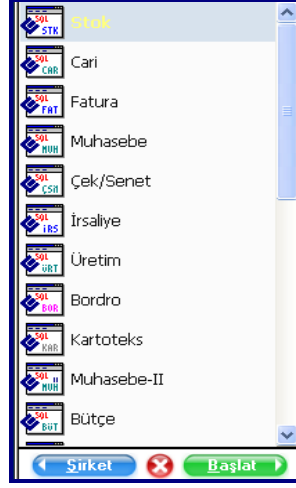 SQL STK Stok
SQL CAR Cari
SQL FAT Fatura
SQL MUH Muhasebe
SQL ÇSN Çek/Senet
SQL İRS İrsaliye
SQL ÜRT Üretim
SQL BOR Bordro
SQL KAR Kartoteks
SQL II MUH Muhasebe-II
SQL BÜT Bütçe
Şirket Başlat